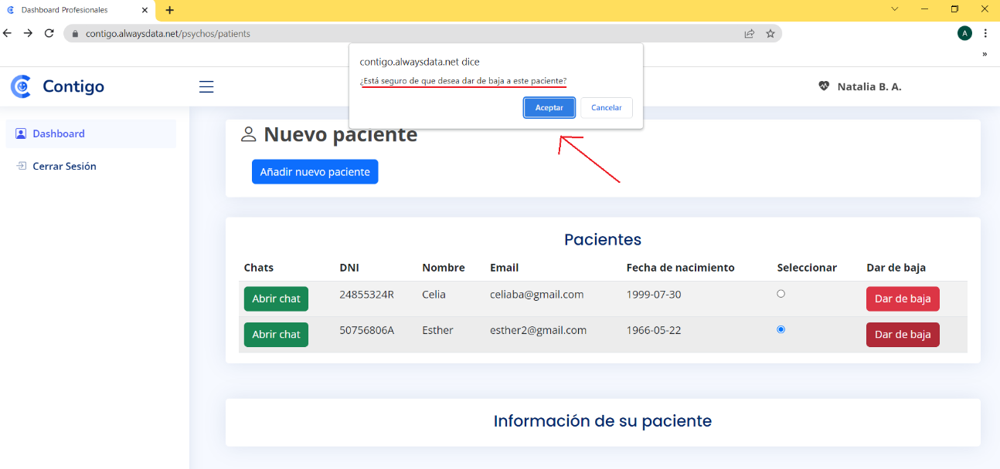 Dashboard Profesionales
contigo.alwaysdata.net/psychos/patients
A
»
contigo.alwaysdata.net dice
¿Está seguro de que desea dar de baja a este paciente?
Aceptar Cancelar
Contigo
Natalia B. A.
Dashboard
Cerrar Sesión
Nuevo paciente
Añadir nuevo paciente
Pacientes
Chats DNI Nombre Email Fecha de nacimiento Seleccionar Dar de baja
Abrir chat 24855324R Celia celiaba@gmail.com 1999-07-30 Dar de baja
Abrir chat 50756806A Esther esther2@gmail.com 1966-05-22 Dar de baja
Información de su paciente